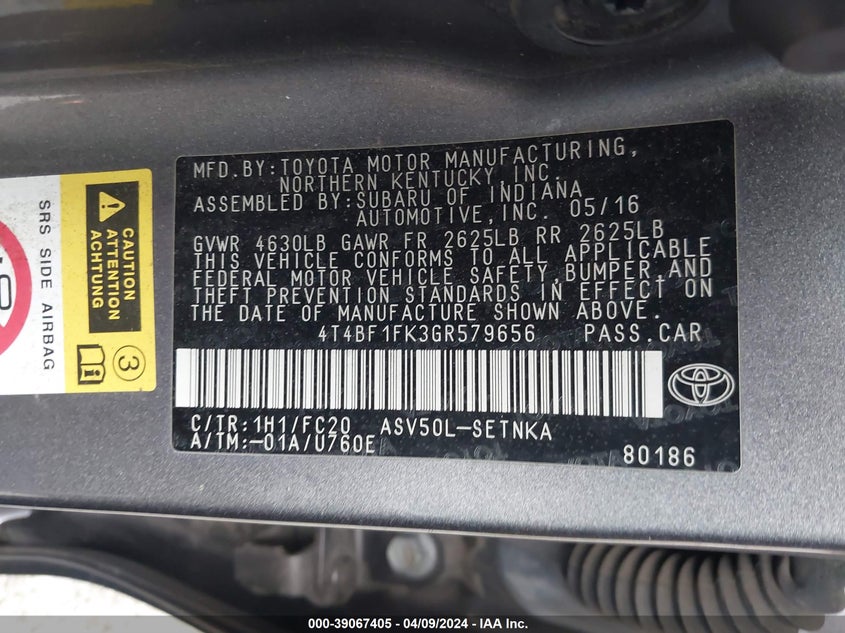 MFD.BY:TOYOTA MOTOR MANUFACTURING,
NORTHERN KENTUCKY INC.
ASSEMBLED BY:SUBARU OF INDIANA
AUTOMOTIVE,INC. 05/16
GVWR 4630LB GAWR FR 2625LB RR 2625LB
THIS VEHICLE CONFORMS TO ALL APPLICABLE
FEDERAL MOTOR VEHICLE SAFETY,BUMPER,AND
THEFT PREVENTION STANDARDS IN EFFECT ON
THE DATE OF MANUFACTURE SHOWN ABOVE.
4T4BF1FK3GR579656 PASS.CAR
C/TR:1H1/FC20 ASV50L-SETNKA
A/TM:-01A/U760E
80186
CAUTION
ATTENTION
ACHTUNG
SRS SIDE AIRBAG
3
000-39067405 - 04/09/2024 - IAA Inc.